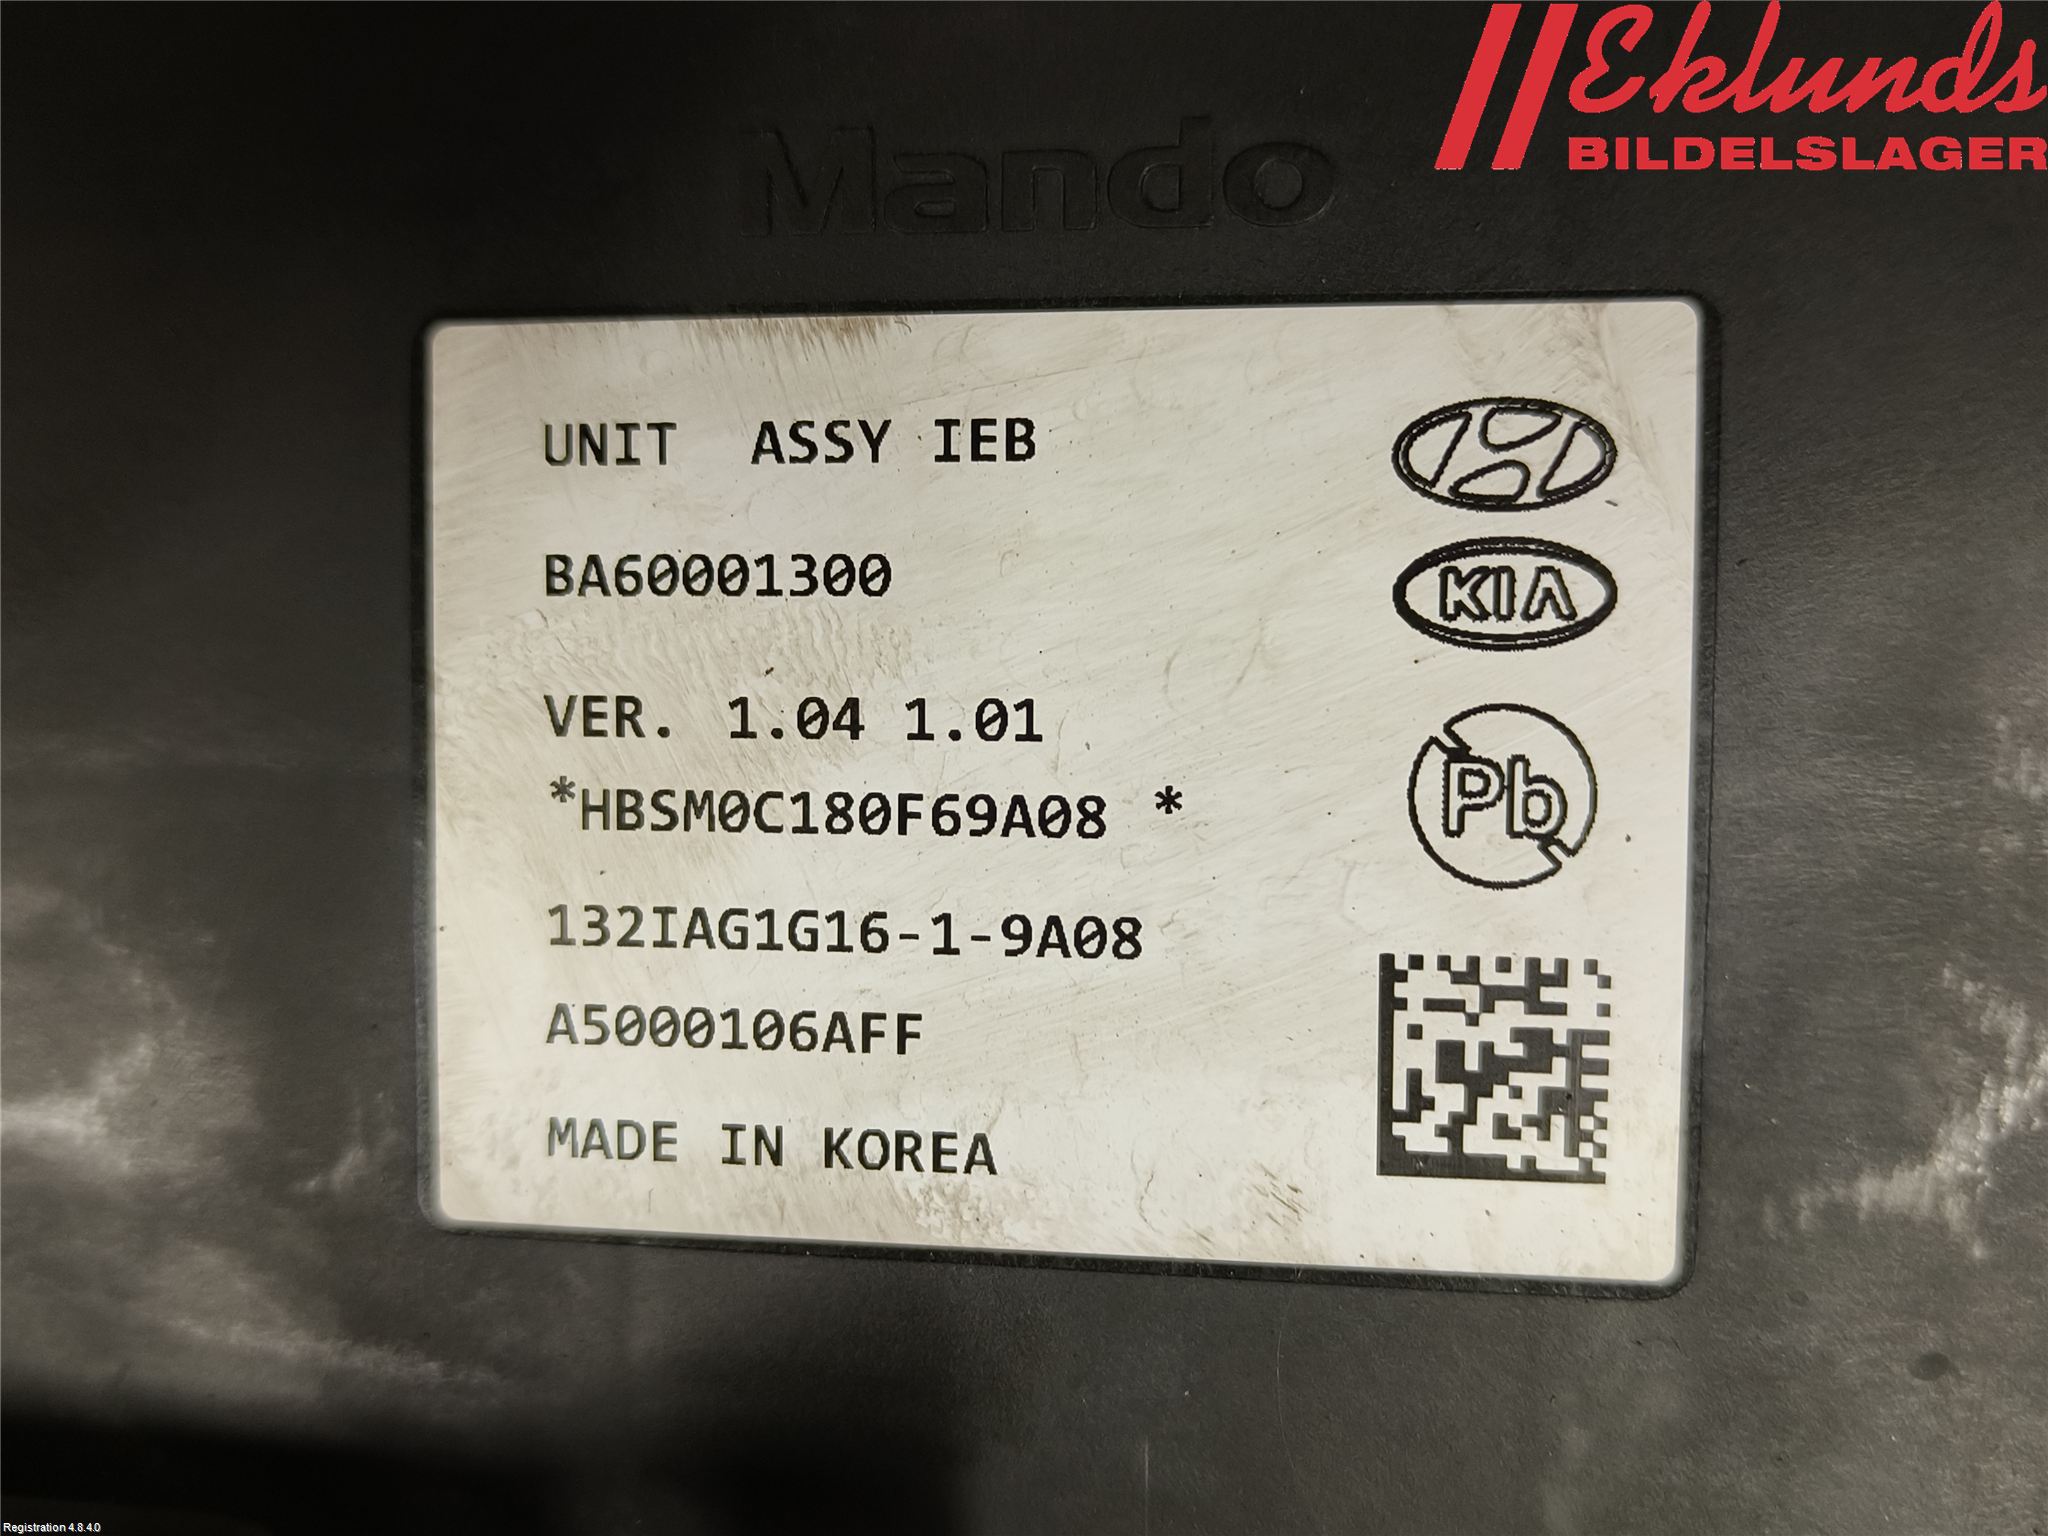 Eklunds
BILDELSLAGER
Mando
UNIT ASSY IEB
BA60001300
VER. 1.04 1.01
*HBSM0C180F69A08 *
132IAG1G16-1-9A08
A5000106AFF
MADE IN KOREA
KIA
Pb
Registration 4.8.4.0